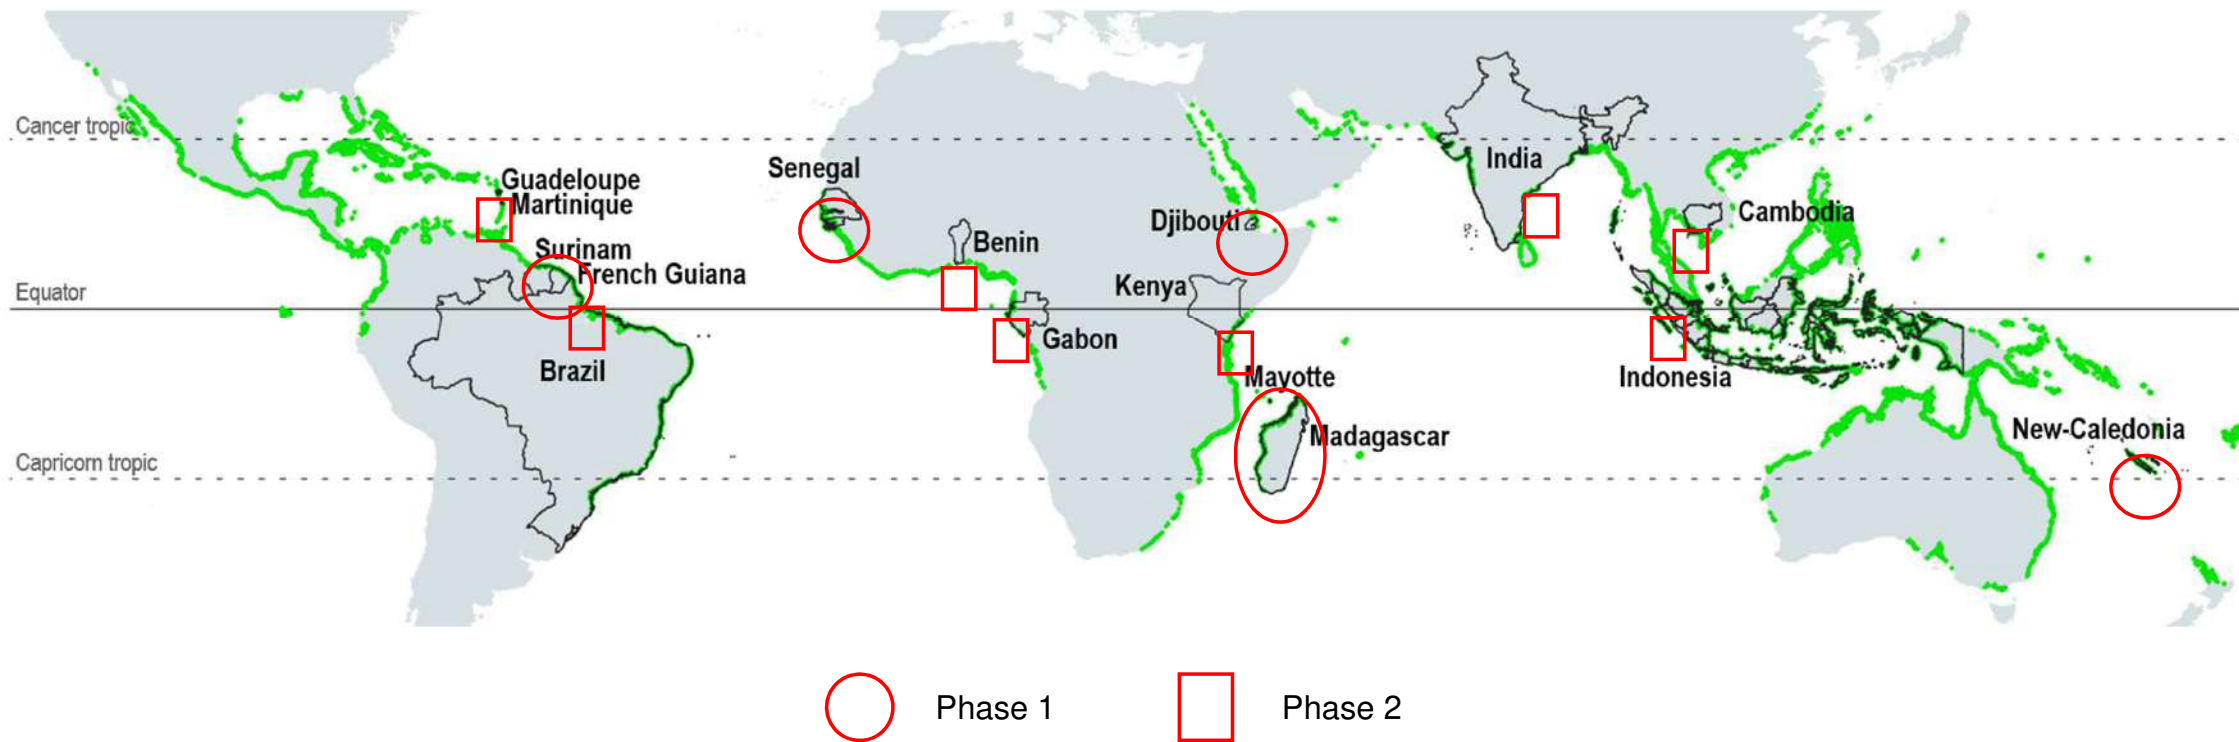 Cancer tropic
Guadeloupe
Martinique
Senegal
India
Djibouti
Cambodia
Surinam
Benin
French Guiana
Kenya
Equator
Gabon
Brazil
Mayotte
Indonesia
Madagascar
New-Caledonia
Capricorn tropic
Phase 1
Phase 2